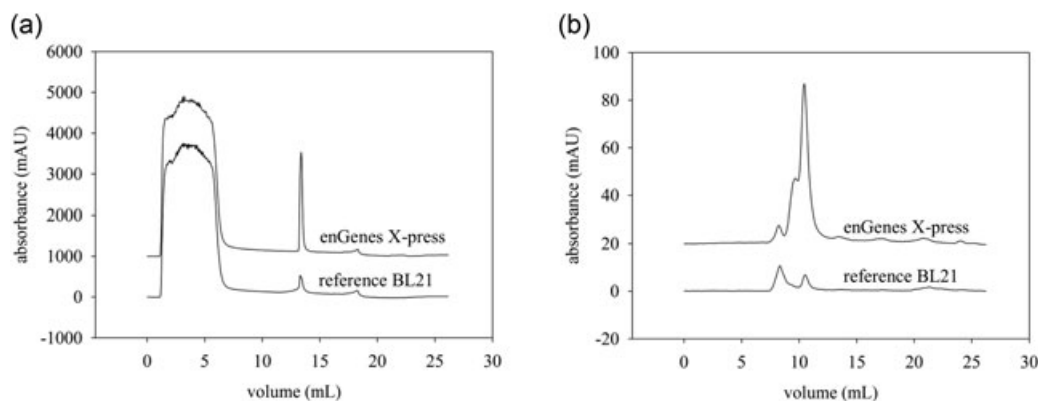 (a)
6000
5000
4000
3000
2000
1000
0
-1000
absorbance (mAU)
enGenes X-press
reference BL21
0 5 10 15 20 25 30
volume (mL)
(b)
100
80
60
40
20
0
-20
absorbance (mAU)
enGenes X-press
reference BL21
0 5 10 15 20 25 30
volume (mL)